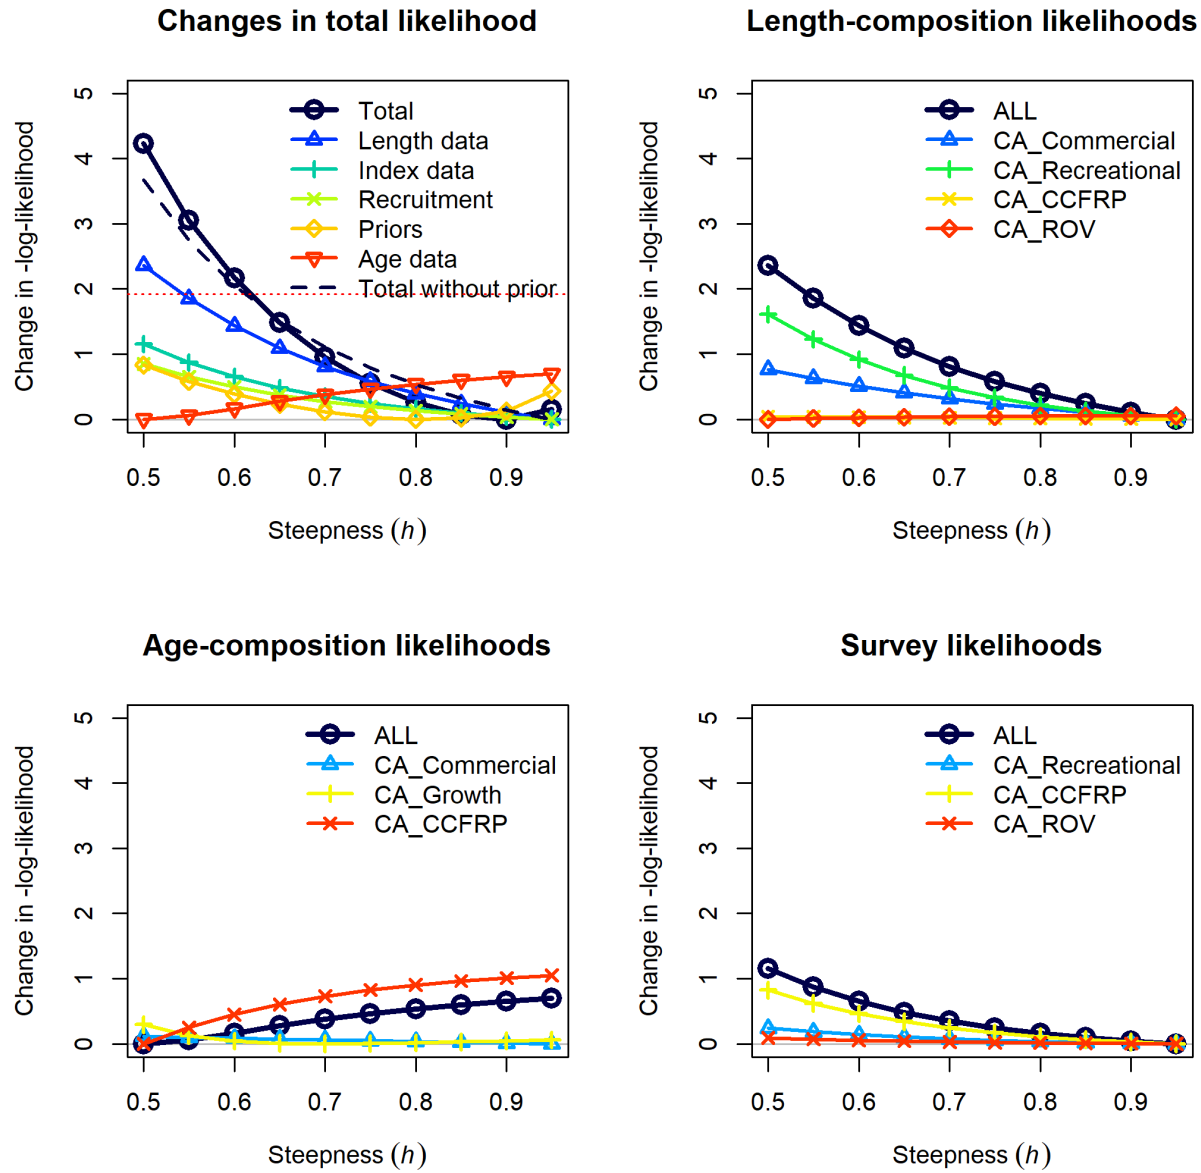 Changes in total likelihood
Change in -log-likelihood
5
4
3
2
1
0
Total
Length data
Index data
Recruitment
Priors
Age data
Total without prior
0.5 0.6 0.7 0.8 0.9
Steepness (h)
Length-composition likelihoods
Change in -log-likelihood
5
4
3
2
1
0
ALL
CA_Commercial
CA_Recreational
CA_CCFRP
CA_ROV
0.5 0.6 0.7 0.8 0.9
Steepness (h)
Age-composition likelihoods
Change in -log-likelihood
5
4
3
2
1
0
ALL
CA_Commercial
CA_Growth
CA_CCFRP
0.5 0.6 0.7 0.8 0.9
Steepness (h)
Survey likelihoods
Change in -log-likelihood
5
4
3
2
1
0
ALL
CA_Recreational
CA_CCFRP
CA_ROV
0.5 0.6 0.7 0.8 0.9
Steepness (h)